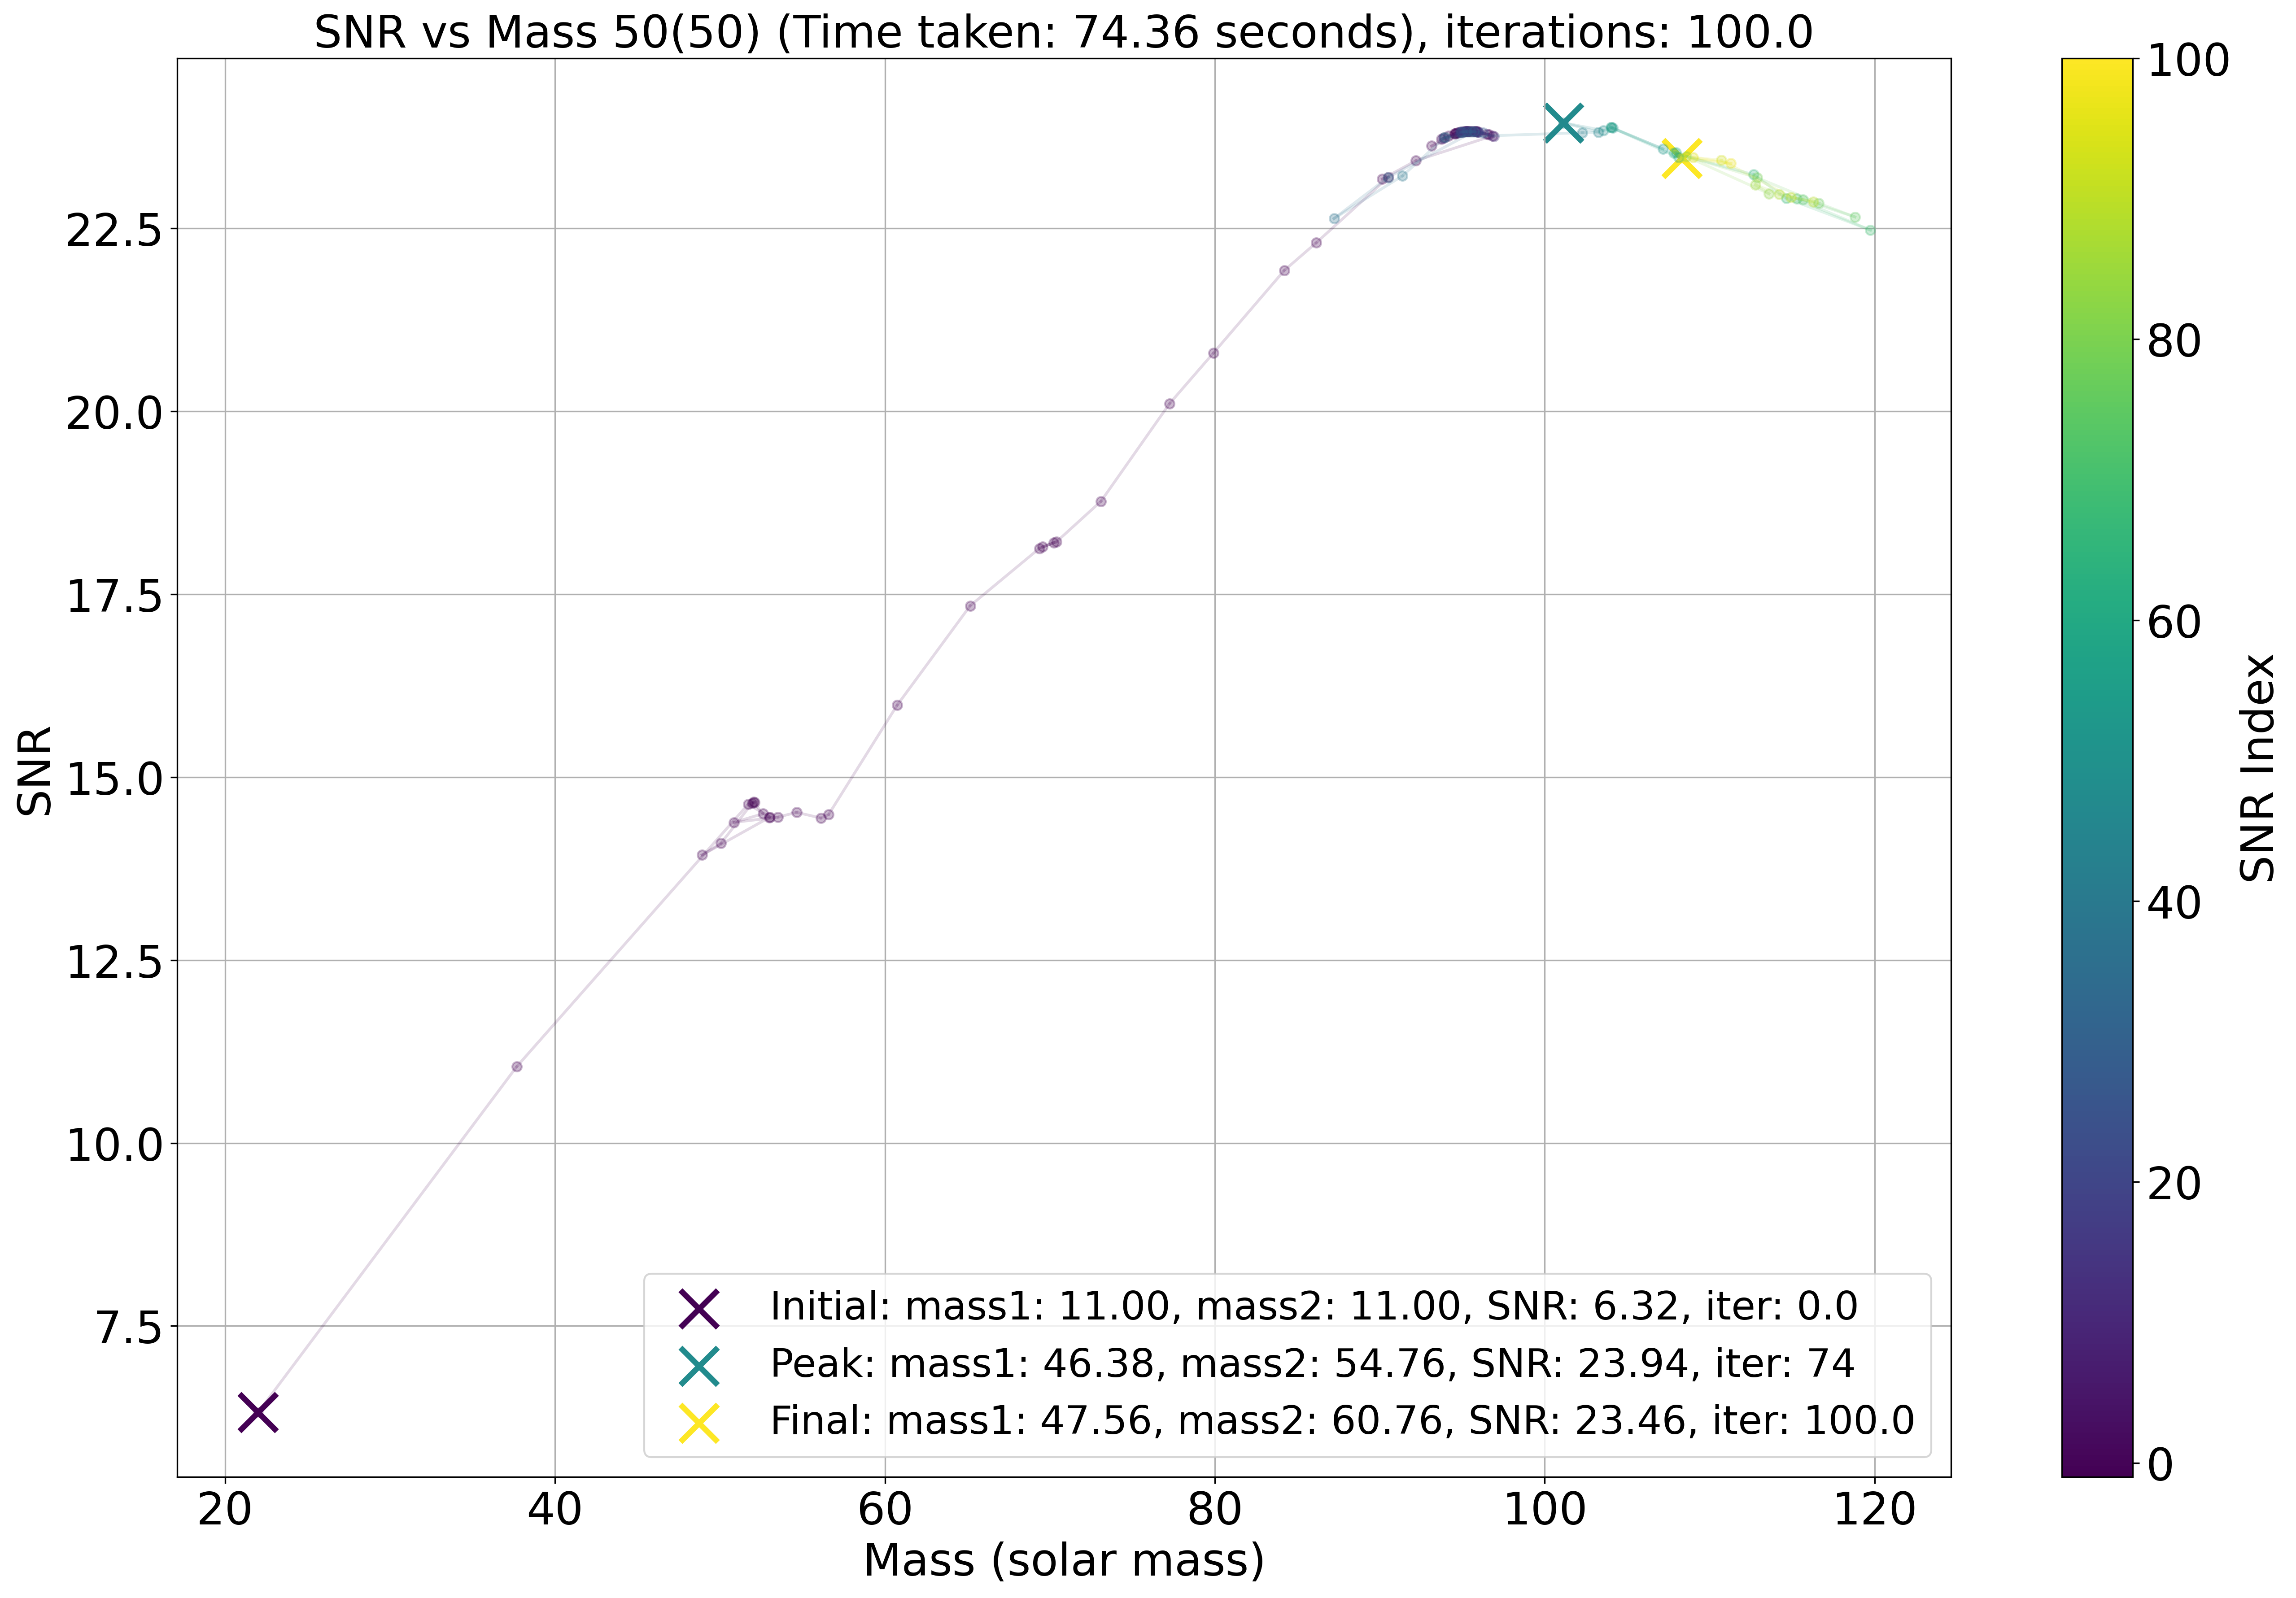 SNR vs Mass 50(50) (Time taken: 74.36 seconds), iterations: 100.0
SNR
22.5
20.0
17.5
15.0
12.5
10.0
7.5
20
40
60
80
100
120
Mass (solar mass)
Initial: mass1: 11.00, mass2: 11.00, SNR: 6.32, iter: 0.0
Peak: mass1: 46.38, mass2: 54.76, SNR: 23.94, iter: 74
Final: mass1: 47.56, mass2: 60.76, SNR: 23.46, iter: 100.0
100
80
60
40
20
0
SNR Index